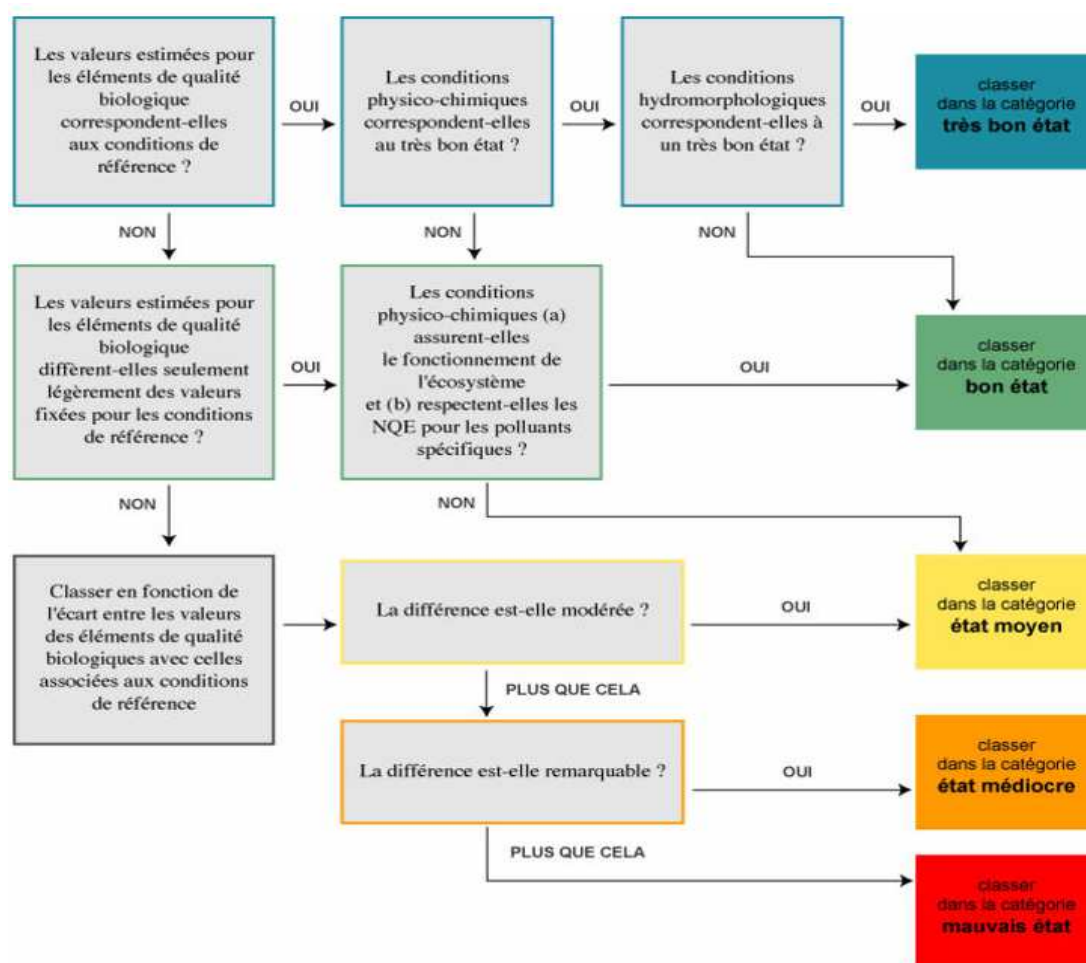 Les valeurs estimées pour
les éléments de qualité
biologique
correspondent-elles
aux conditions de
référence ?
OUI
Les conditions
physico-chimiques
correspondent-elles
au très bon état ?
OUI
Les conditions
hydromorphologiques
correspondent-elles à
un très bon état ?
OUI
classer
dans la catégorie
très bon état
NON
NON
NON
Les valeurs estimées pour
les éléments de qualité
biologique
diffèrent-elles seulement
légèrement des valeurs
fixées pour les conditions
de référence ?
OUI
Les conditions
physico-chimiques (a)
assurent-elles
le fonctionnement de
l'écosystème
et (b) respectent-elles les
NQE pour les polluants
spécifiques ?
OUI
classer
dans la catégorie
bon état
NON
NON
Classer en fonction de
l'écart entre les valeurs
des éléments de qualité
biologiques avec celles
associées aux conditions
de référence
La différence est-elle modérée ?
OUI
classer
dans la catégorie
état moyen
PLUS QUE CELA
La différence est-elle remarquable ?
OUI
classer
dans la catégorie
état médiocre
PLUS QUE CELA
classer
dans la catégorie
mauvais état